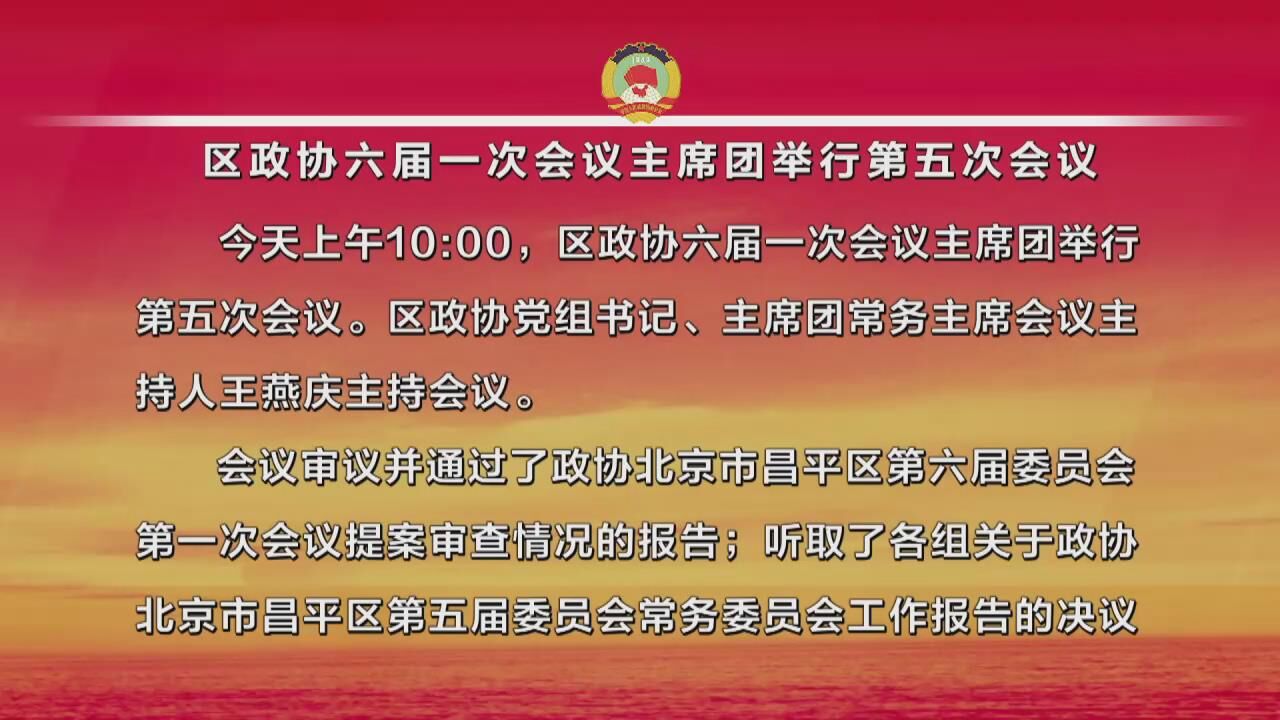 区政协六届一次会议主席团举行第五次会议
今天上午10:00，区政协六届一次会议主席团举行
第五次会议。区政协党组书记、主席团常务主席会议主
持人王燕庆主持会议。
会议审议并通过了政协北京市昌平区第六届委员会
第一次会议提案审查情况的报告；听取了各组关于政协
北京市昌平区第五届委员会常务委员会工作报告的决议